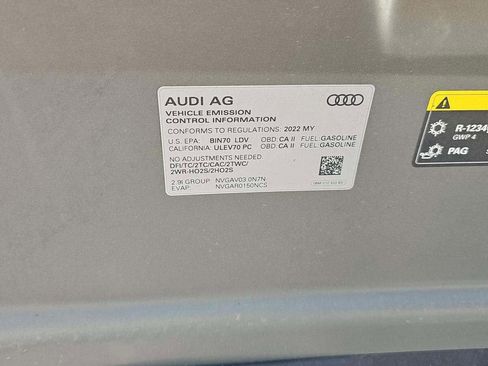 AUDI AG
VEHICLE EMISSION
CONTROL INFORMATION
CONFORMS TO REGULATIONS: 2022 MY
U.S. EPA: BIN70 LDV OBD: CA II FUEL: GASOLINE
CALIFORNIA: ULEV70 PC OBD: CA II FUEL: GASOLINE
NO ADJUSTMENTS NEEDED
DFI/TC/2TC/CAC/2TWC/
2WR-HO2S/2HO2S
2.9l GROUP: NVGAV03.0N7N
EVAP: NVGAR0150NCS
R-1234
GWP 4
PAG